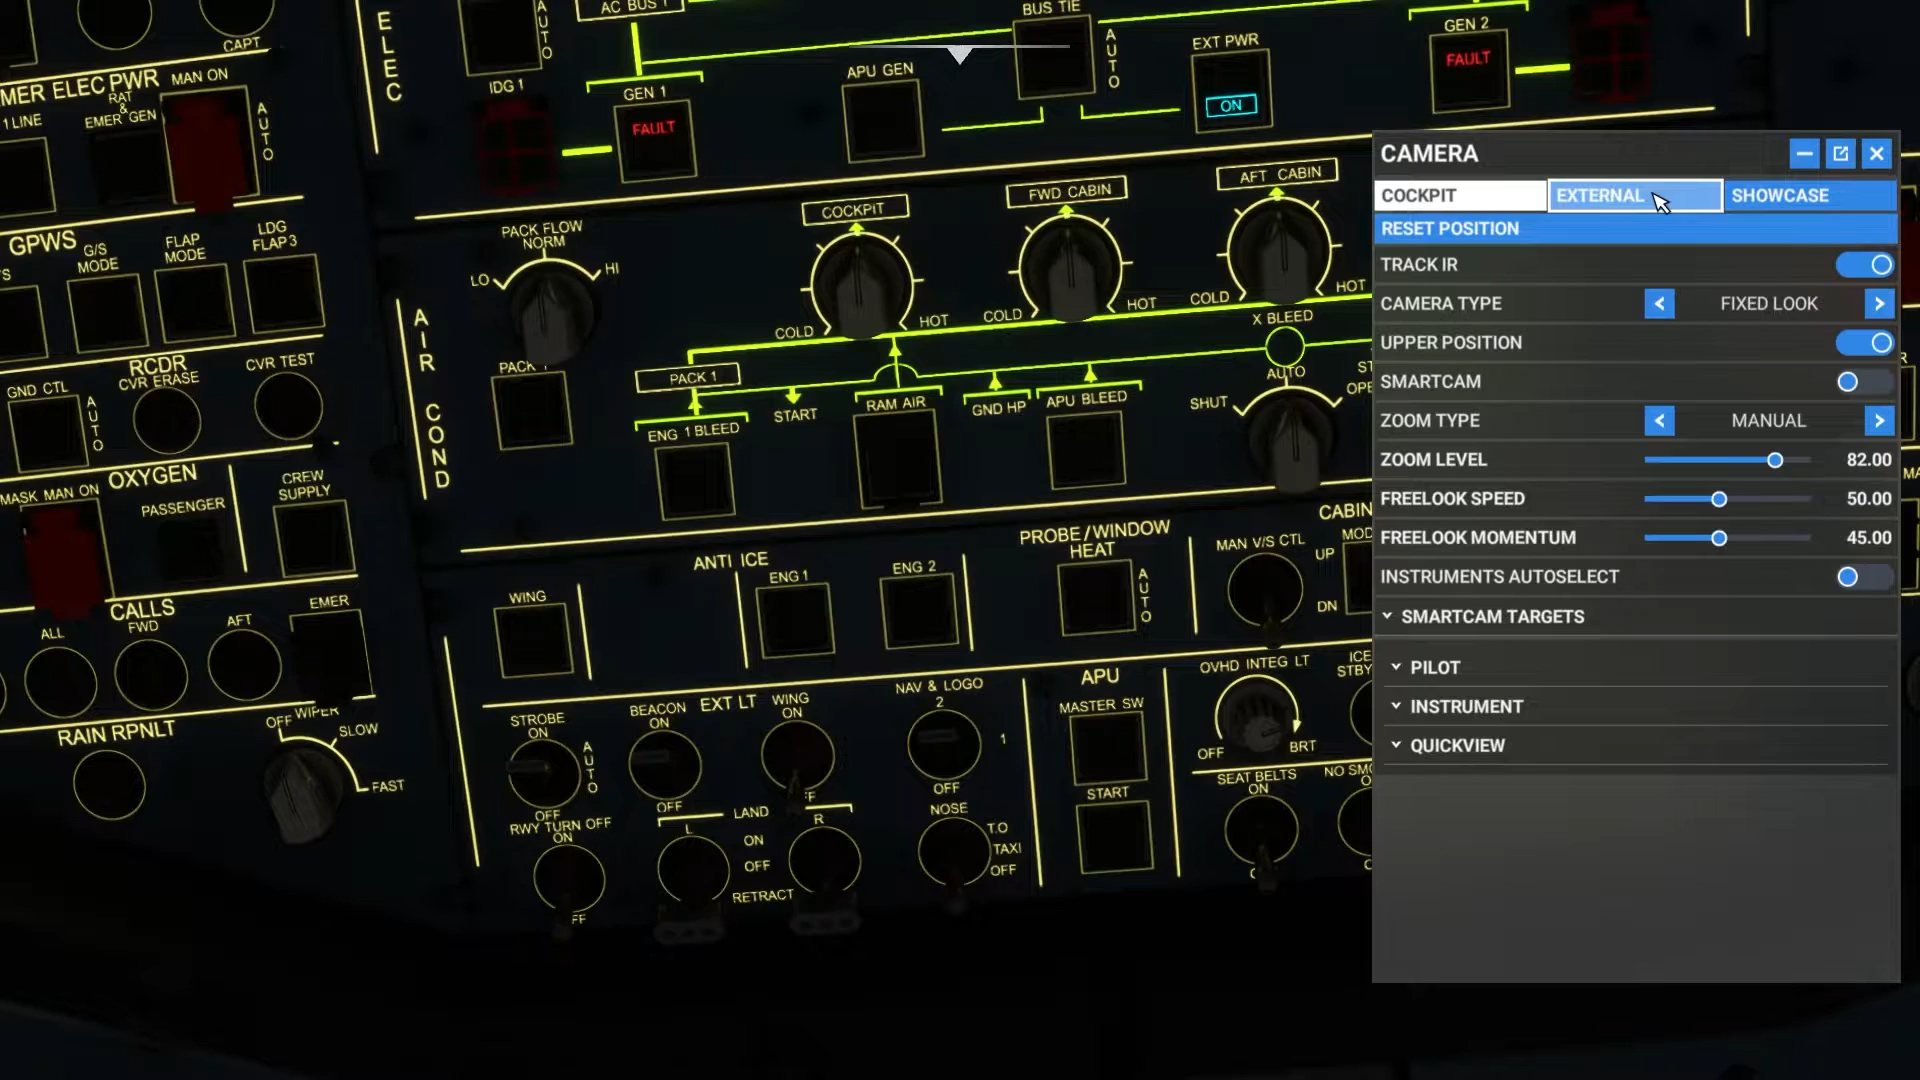 CAPT
MER ELEC PWR
MAN ON
RAT
&
EMER GEN
1 LINE
AUTO
ELEC
AC BUS 1
AUTO
IDG 1
GEN 1
FAULT
APU GEN
BUS TIE
AUTO
EXT PWR
ON
GEN 2
FAULT
GPWS
G/S
MODE
FLAP
MODE
LDG
FLAP 3
RCDR
GND CTL
AUTO
CVR ERASE
CVR TEST
OXYGEN
MASK MAN ON
PASSENGER
CREW
SUPPLY
CALLS
ALL
FWD
AFT
EMER
RAIN RPNLT
WIPER
OFF
SLOW
FAST
AIR COND
PACK FLOW
NORM
LO
HI
COCKPIT
COLD
HOT
FWD CABIN
COLD
HOT
AFT CABIN
COLD
HOT
PACK 1
PACK 1
ENG 1 BLEED
START
RAM AIR
GND HP
APU BLEED
X BLEED
AUTO
SHUT
OPE
ANTI ICE
WING
ENG 1
ENG 2
PROBE/WINDOW
HEAT
AUTO
CABIN
MAN V/S CTL
UP
DN
MOD
EXT LT
STROBE
ON
AUTO
OFF
BEACON
ON
OFF
WING
ON
NAV & LOGO
2
1
OFF
RWY TURN OFF
ON
LAND
L
R
ON
OFF
RETRACT
NOSE
T.O
TAXI
OFF
APU
MASTER SW
START
OVHD INTEG LT
OFF
BRT
ICE
STBY
SEAT BELTS
ON
NO SM
CAMERA
COCKPIT
EXTERNAL
SHOWCASE
RESET POSITION
TRACK IR
CAMERA TYPE
FIXED LOOK
UPPER POSITION
SMARTCAM
ZOOM TYPE
MANUAL
ZOOM LEVEL
82.00
FREELOOK SPEED
50.00
FREELOOK MOMENTUM
45.00
INSTRUMENTS AUTOSELECT
SMARTCAM TARGETS
PILOT
INSTRUMENT
QUICKVIEW